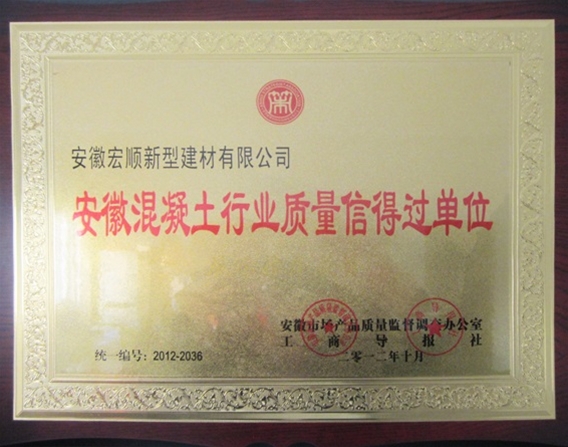 安徽宏顺新型建材有限公司
安徽混凝土行业质量信得过单位
安徽市场产品质量监督调查办公室
工商导报社
统一编号：2012-2036
二零一二年十月